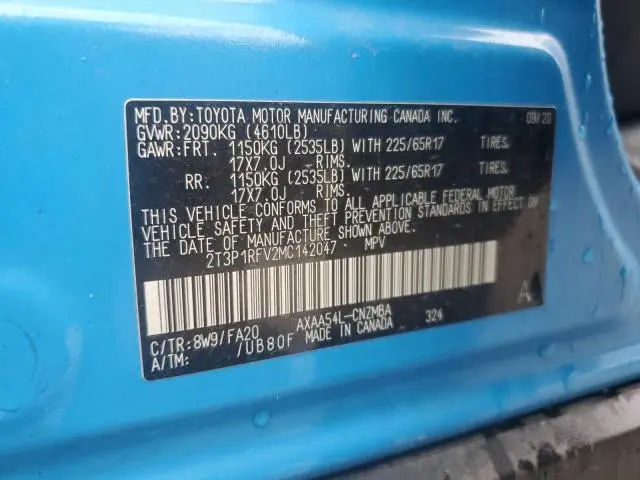 MFD.BY:TOYOTA MOTOR MANUFACTURING CANADA INC. 09/20
GVWR:2090KG (4610LB)
GAWR:FRT. 1150KG (2535LB) WITH 225/65R17 TIRES.
17X7.0J RIMS.
RR. 1150KG (2535LB) WITH 225/65R17 TIRES.
17X7.0J RIMS.
THIS VEHICLE CONFORMS TO ALL APPLICABLE FEDERAL MOTOR
VEHICLE SAFETY AND THEFT PREVENTION STANDARDS IN EFFECT ON
THE DATE OF MANUFACTURE SHOWN ABOVE.
2T3P1RFV2MC142047 MPV
A
C/TR:8W9/FA20 AXAA54L-CNZMBA 324
A/TM: /UB80F MADE IN CANADA